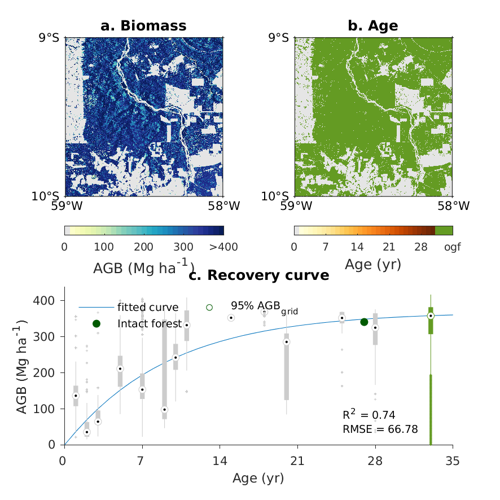 a. Biomass
b. Age
9°S
9°S
10°S
10°S
59°W
58°W
59°W
58°W
0 100 200 300 >400
0 7 14 21 28 ogf
AGB (Mg ha-1)
Age (yr)
c. Recovery curve
fitted curve
95% AGBgrid
Intact forest
400
300
200
100
0
AGB (Mg ha-1)
R2 = 0.74
RMSE = 66.78
0 7 14 21 28 35
Age (yr)